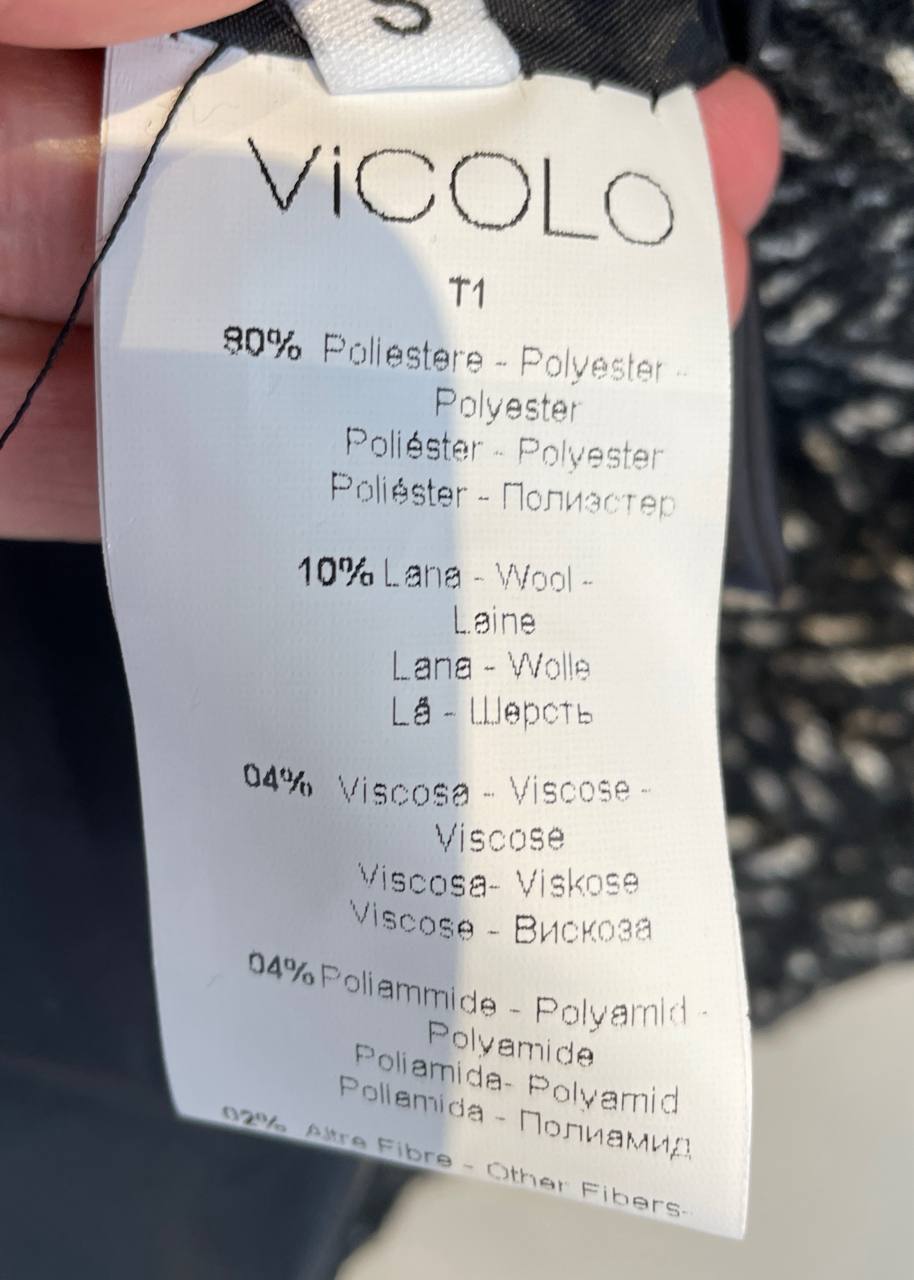 S
ViCOLO
T1
80% Poliestere - Polyester -
Polyester
Poliéster - Polyester
Poliéster - Полиэстер
10% Lana - Wool -
Laine
Lana - Wolle
Lã - Шерсть
04% Viscosa - Viscose -
Viscose
Viscosa- Viskose
Viscose - Вискоза
04% Poliammide - Polyamid -
Polyamide
Poliamida- Polyamid
Poliamida - Полиамид
02% Altre Fibre - Other Fibers-